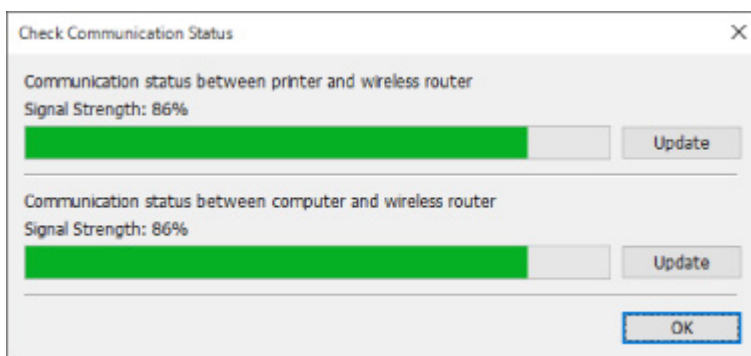 Check Communication Status
Communication status between printer and wireless router
Signal Strength: 86%
Update
Communication status between computer and wireless router
Signal Strength: 86%
Update
OK